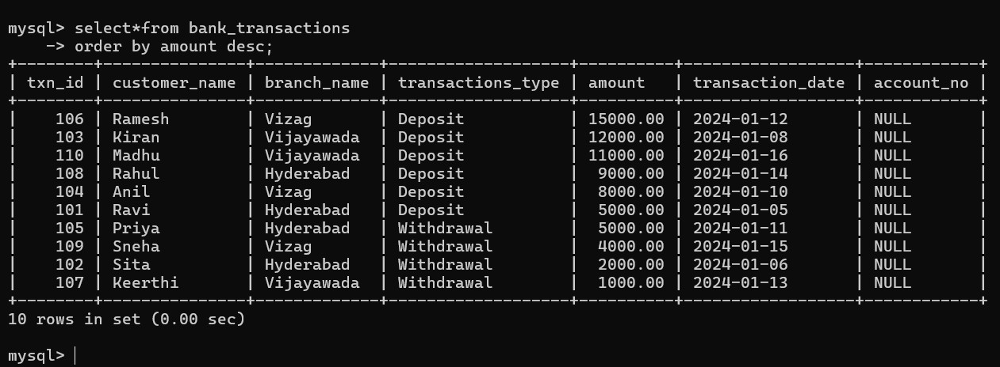 mysql> select*from bank_transactions
    -> order by amount desc;
+--------+---------------+-------------+-------------------+----------+------------------+------------+
| txn_id | customer_name | branch_name | transactions_type | amount   | transaction_date | account_no |
+--------+---------------+-------------+-------------------+----------+------------------+------------+
|    106 | Ramesh        | Vizag       | Deposit           | 15000.00 | 2024-01-12       | NULL       |
|    103 | Kiran         | Vijayawada  | Deposit           | 12000.00 | 2024-01-08       | NULL       |
|    110 | Madhu         | Vijayawada  | Deposit           | 11000.00 | 2024-01-16       | NULL       |
|    108 | Rahul         | Hyderabad   | Deposit           |  9000.00 | 2024-01-14       | NULL       |
|    104 | Anil          | Vizag       | Deposit           |  8000.00 | 2024-01-10       | NULL       |
|    101 | Ravi          | Hyderabad   | Deposit           |  5000.00 | 2024-01-05       | NULL       |
|    105 | Priya         | Hyderabad   | Withdrawal        |  5000.00 | 2024-01-11       | NULL       |
|    109 | Sneha         | Vizag       | Withdrawal        |  4000.00 | 2024-01-15       | NULL       |
|    102 | Sita          | Hyderabad   | Withdrawal        |  2000.00 | 2024-01-06       | NULL       |
|    107 | Keerthi       | Vijayawada  | Withdrawal        |  1000.00 | 2024-01-13       | NULL       |
+--------+---------------+-------------+-------------------+----------+------------------+------------+
10 rows in set (0.00 sec)
mysql>